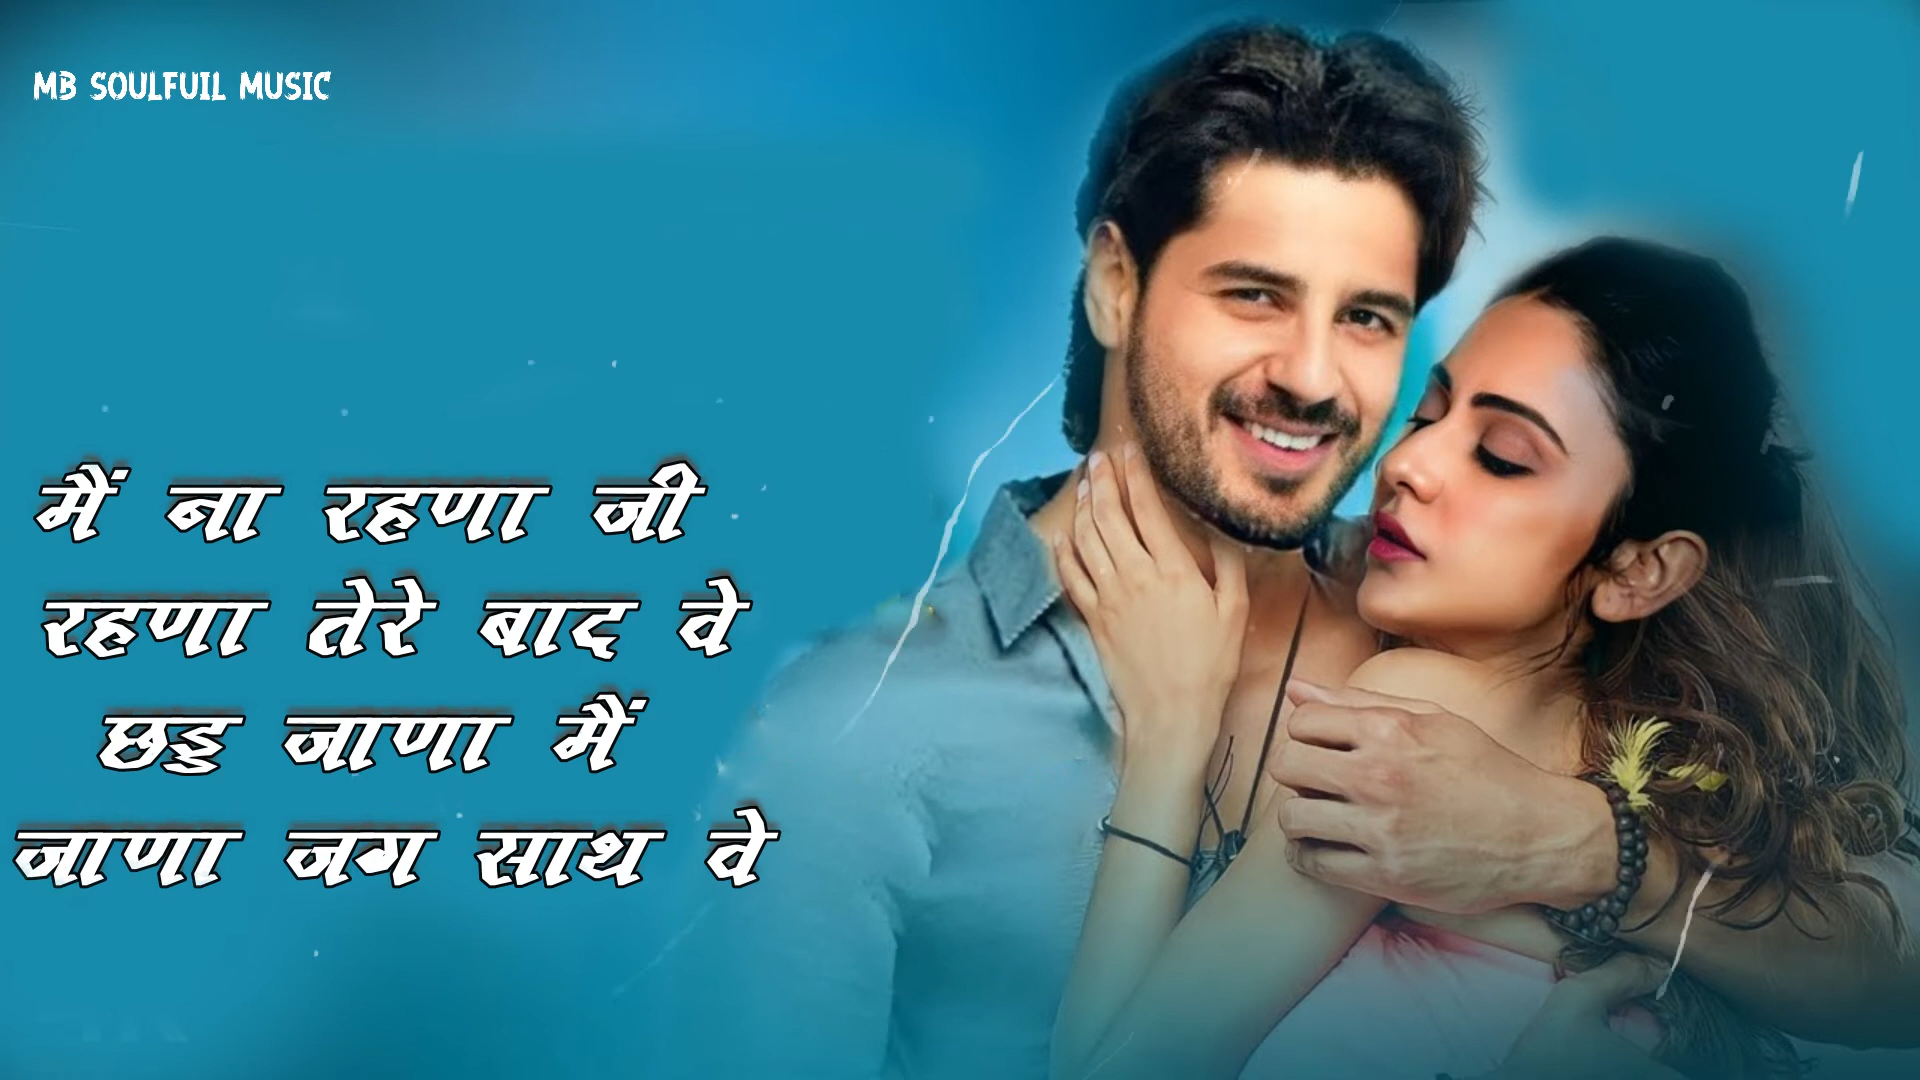 MB SOULFUIL MUSIC
मैं ना रहणा जी
रहणा तेरे बाद वे
छड्ड जाणा मैं
जाणा जग साथ वे